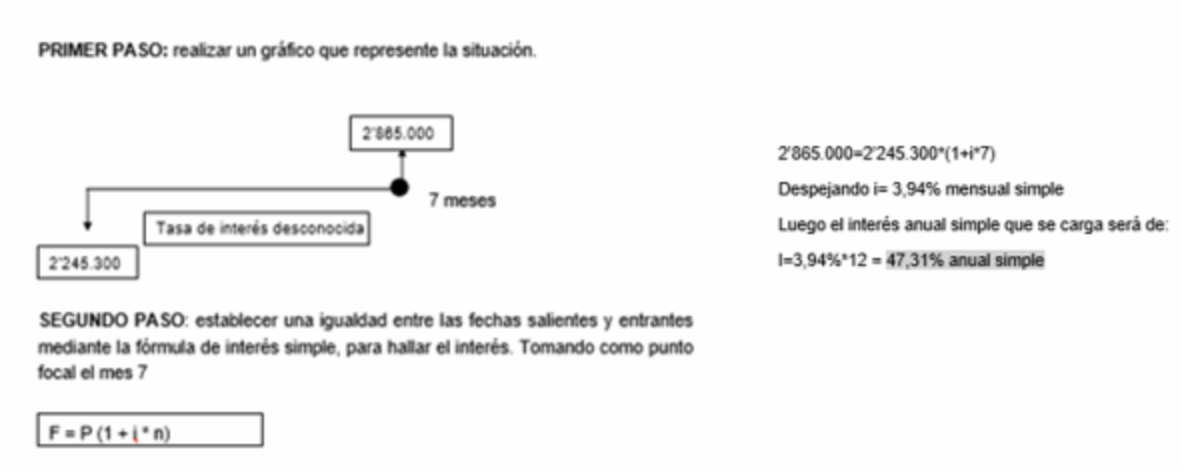 PRIMER PASO: realizar un gráfico que represente la situación.
2'865.000
7 meses
Tasa de interés desconocida
2'245.300
SEGUNDO PASO: establecer una igualdad entre las fechas salientes y entrantes
mediante la fórmula de interés simple, para hallar el interés. Tomando como punto
focal el mes 7
F = P (1 + i * n)
2'865.000=2'245.300*(1+i*7)
Despejando i= 3,94% mensual simple
Luego el interés anual simple que se carga será de:
I=3,94%*12 = 47,31% anual simple